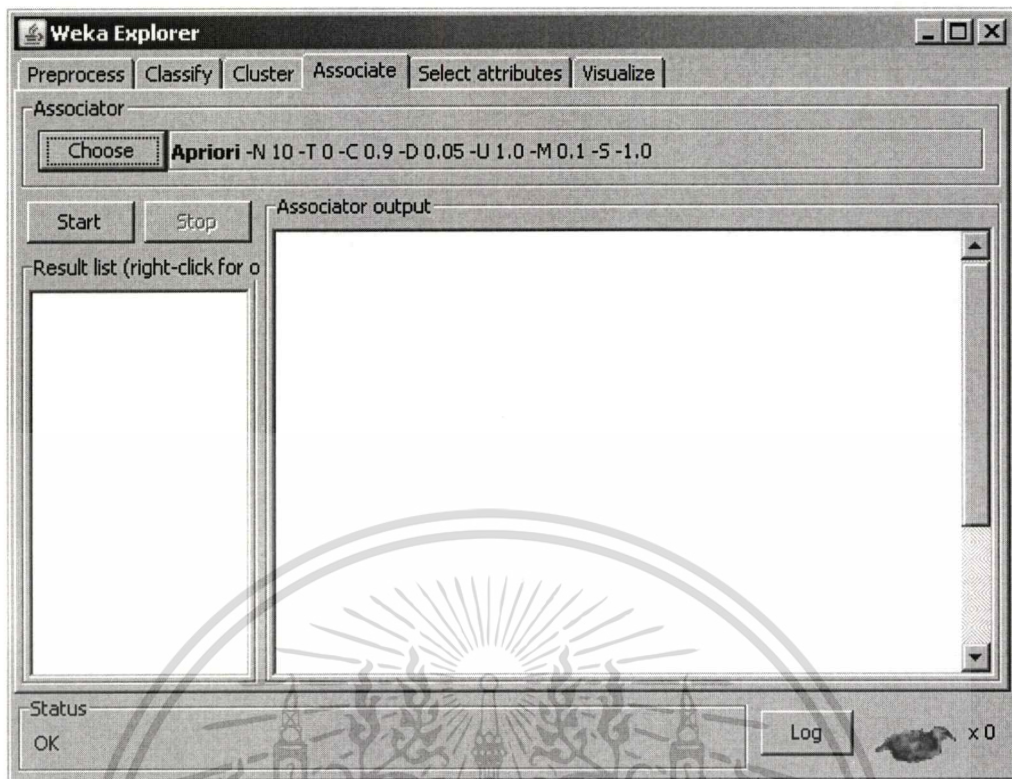 Weka Explorer
Preprocess Classify Cluster Associate Select attributes Visualize
Associator
Choose Apriori -N 10 -T 0 -C 0.9 -D 0.05 -U 1.0 -M 0.1 -S -1.0
Start Stop
Associator output
Result list (right-click for o
Status
OK
Log
x 0